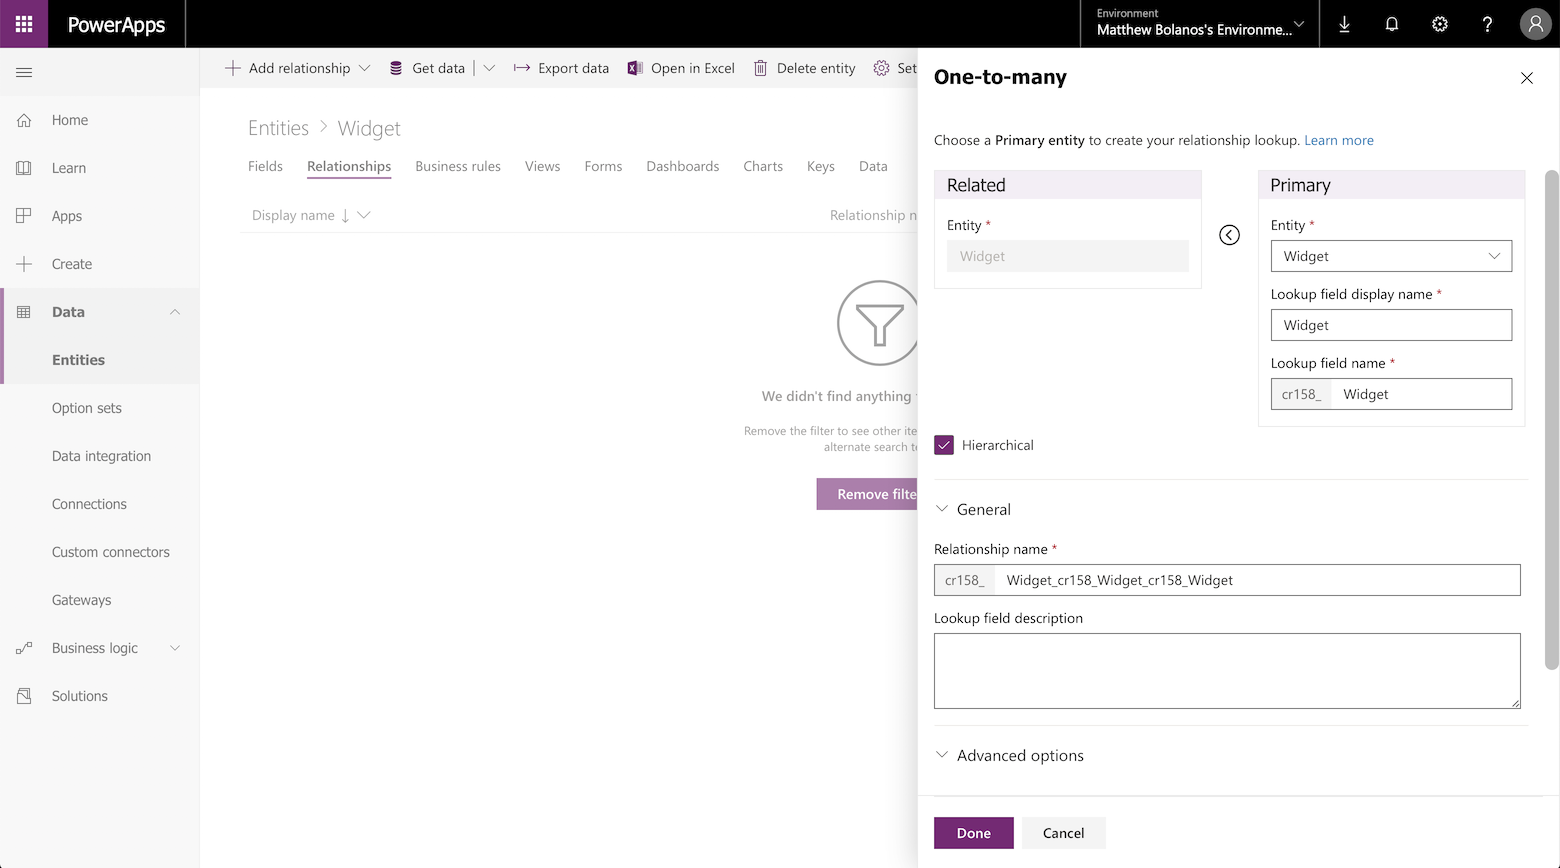 PowerApps
Environment
Matthew Bolanos's Environme...
Add relationship
Get data
Export data
Open in Excel
Delete entity
Set
Home
Learn
Apps
Create
Data
Entities
Option sets
Data integration
Connections
Custom connectors
Gateways
Business logic
Solutions
Entities > Widget
Fields Relationships Business rules Views Forms Dashboards Charts Keys Data
Display name
Relationship n
We didn't find anything
Remove the filter to see other ite
alternate search te
Remove filte
One-to-many
Choose a Primary entity to create your relationship lookup. Learn more
Related
Entity *
Widget
Primary
Entity *
Widget
Lookup field display name *
Widget
Lookup field name *
cr158_ Widget
Hierarchical
General
Relationship name *
cr158_ Widget_cr158_Widget_cr158_Widget
Lookup field description
Advanced options
Done
Cancel